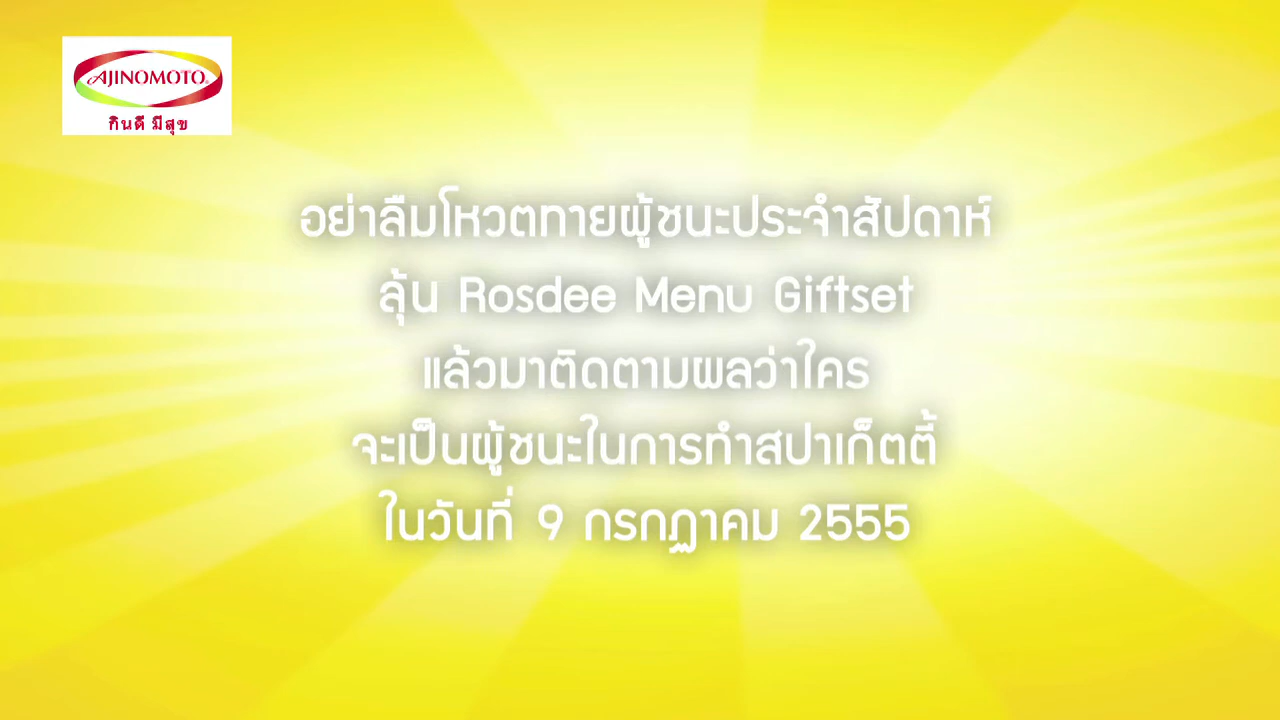 AJINOMOTO
กินดี มีสุข
อย่าลืมโหวตทายผู้ชนะประจำสัปดาห์
ลุ้น Rosdee Menu Giftset
แล้วมาติดตามผลว่าใคร
จะเป็นผู้ชนะในการทำสปาเก็ตตี้
ในวันที่ 9 กรกฎาคม 2555